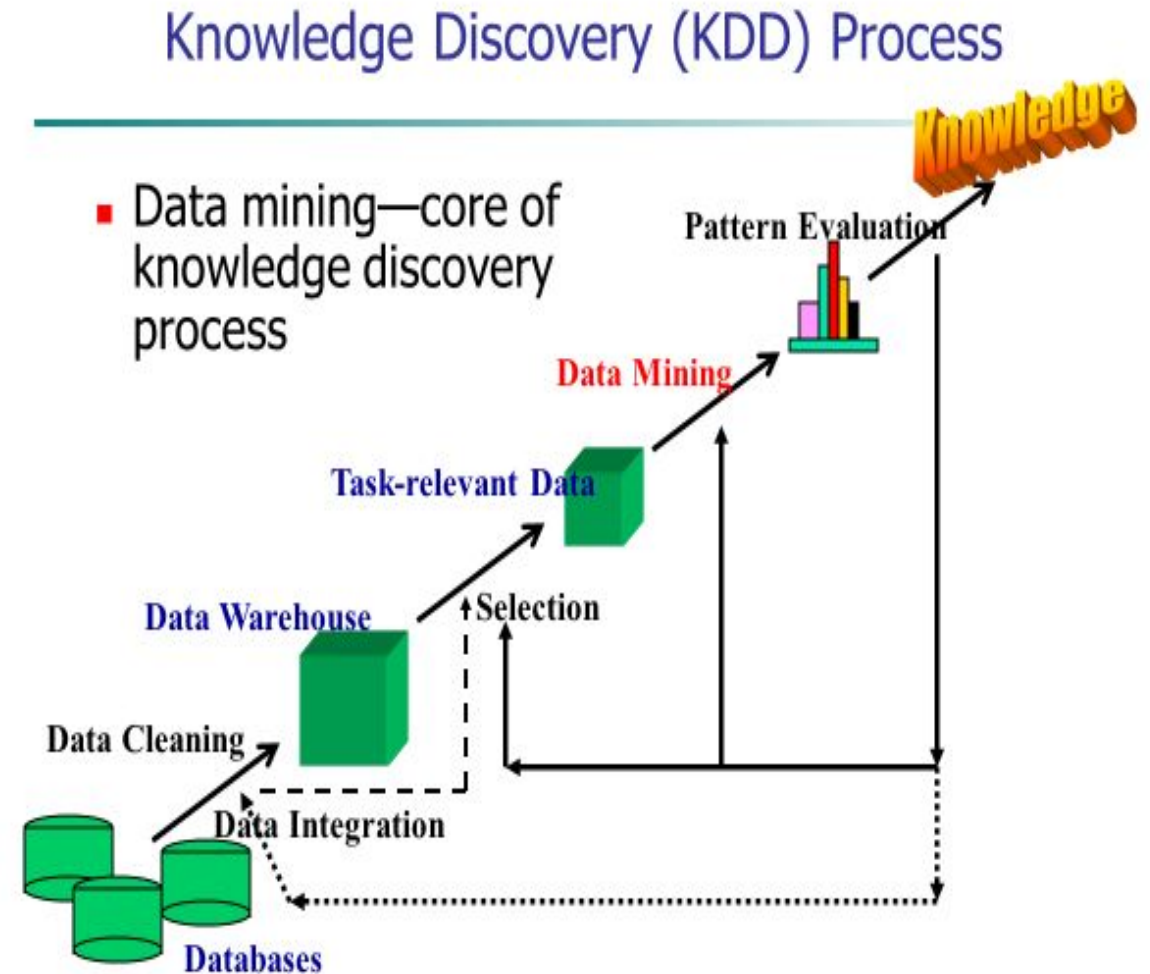 Knowledge Discovery (KDD) Process
Knowledge
■ Data mining—core of
knowledge discovery
process
Pattern Evaluation
Data Mining
Task-relevant Data
Selection
Data Warehouse
Data Cleaning
Data Integration
Databases